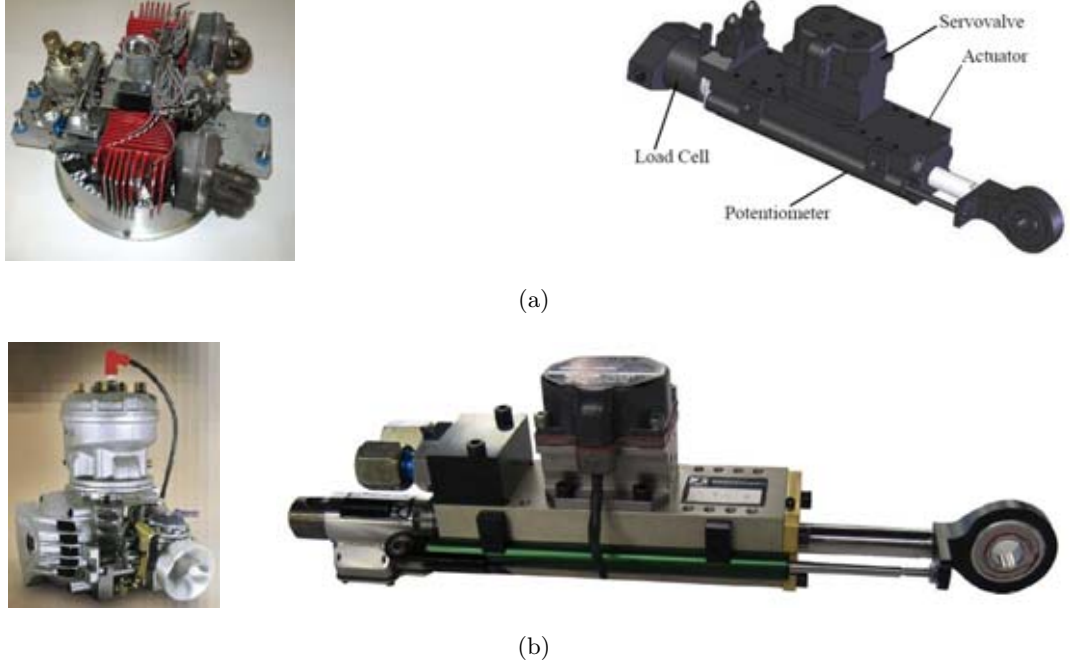 Servovalve
Actuator
Load Cell
Potentiometer
(a)
(b)